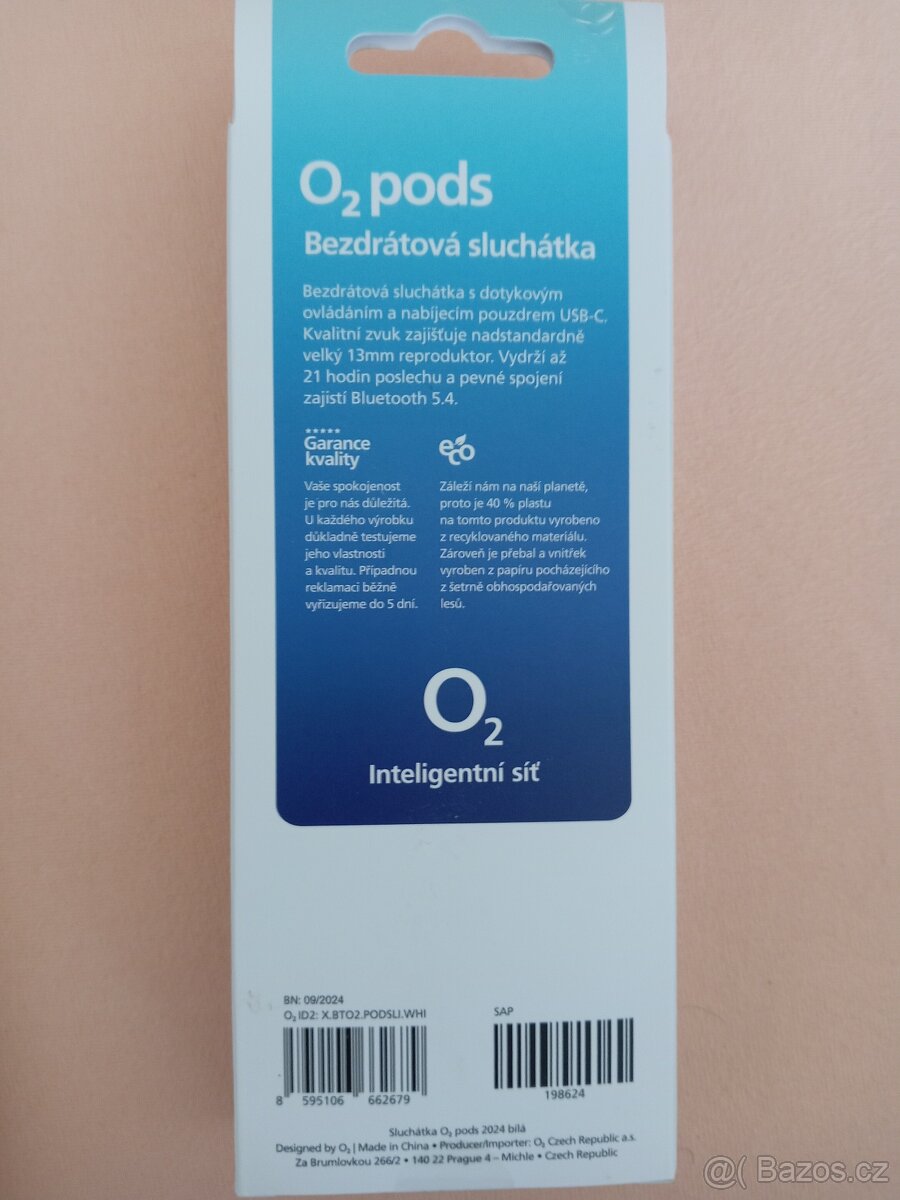 O2 pods
Bezdrátová sluchátka
Bezdrátová sluchátka s dotykovým
ovládáním a nabíjecím pouzdrem USB-C.
Kvalitní zvuk zajišťuje nadstandardně
velký 13mm reproduktor. Vydrží až
21 hodin poslechu a pevné spojení
zajistí Bluetooth 5.4.
Garance
kvality
Vaše spokojenost
je pro nás důležitá.
U každého výrobku
důkladně testujeme
jeho vlastnosti
a kvalitu. Případnou
reklamaci běžně
vyřizujeme do 5 dní.
eco
Záleží nám na naší planetě,
proto je 40 % plastu
na tomto produktu vyrobeno
z recyklovaného materiálu.
Zároveň je přebal a vnitřek
vyroben z papíru pocházejícího
z šetrně obhospodařovaných
lesů.
O2
Inteligentní síť
BN: 09/2024
O2 ID2: X.BTO2.PODSLI.WHI
8 595106 662679
SAP
198624
Sluchátka O2 pods 2024 bílá
Designed by O2 | Made in China • Producer/Importer: O2 Czech Republic a.s.
Za Brumlovkou 266/2 • 140 22 Prague 4 – Michle • Czech Republic
@( Bazos.cz